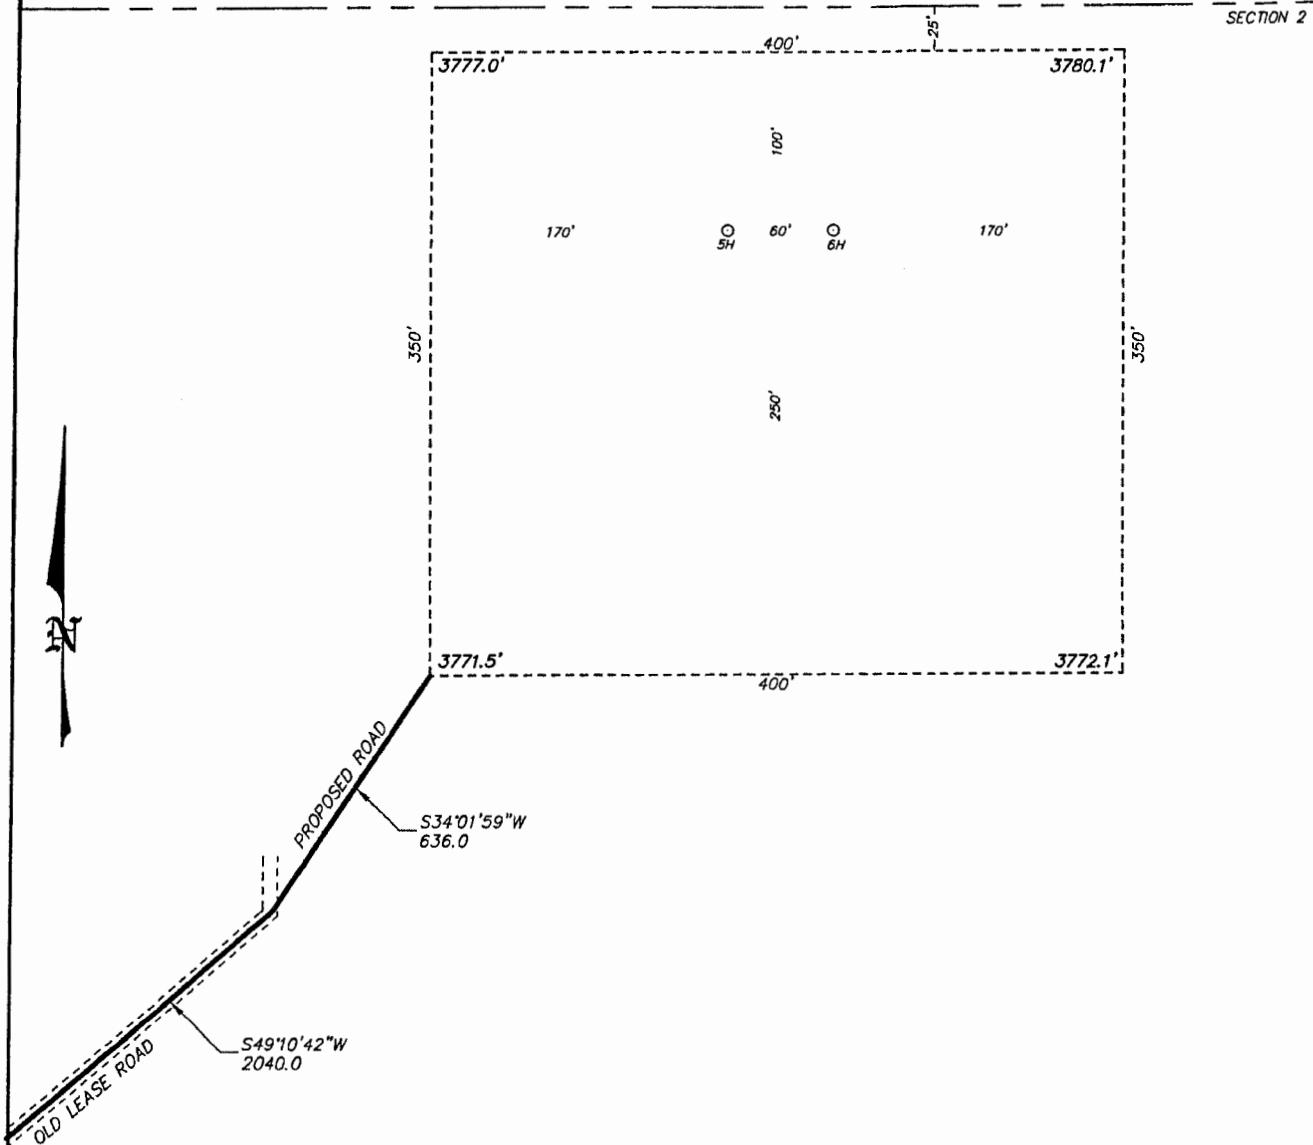 SECTION 2
25'
400'
3777.0'
3780.1'
100'
170'
5H
60'
6H
170'
350'
350'
250'
N
3771.5'
3772.1'
400'
PROPOSED ROAD
S34°01'59"W
636.0
S49°10'42"W
2040.0
OLD LEASE ROAD